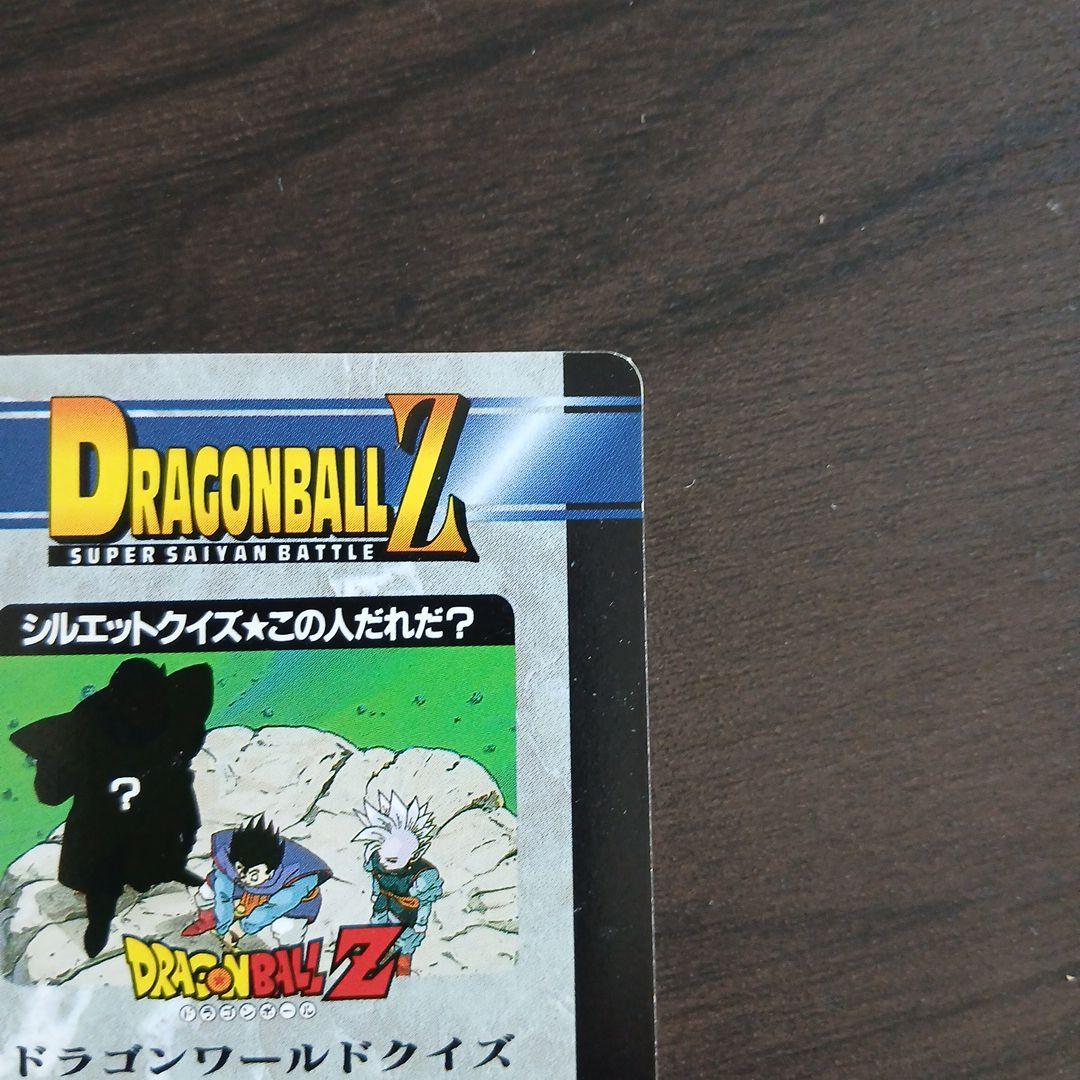 DRAGONBALL Z
SUPER SAIYAN BATTLE
シルエットクイズ★この人だれだ?
?
DRAGONBALL Z
ドラゴンボール
ドラゴンワールドクイズ